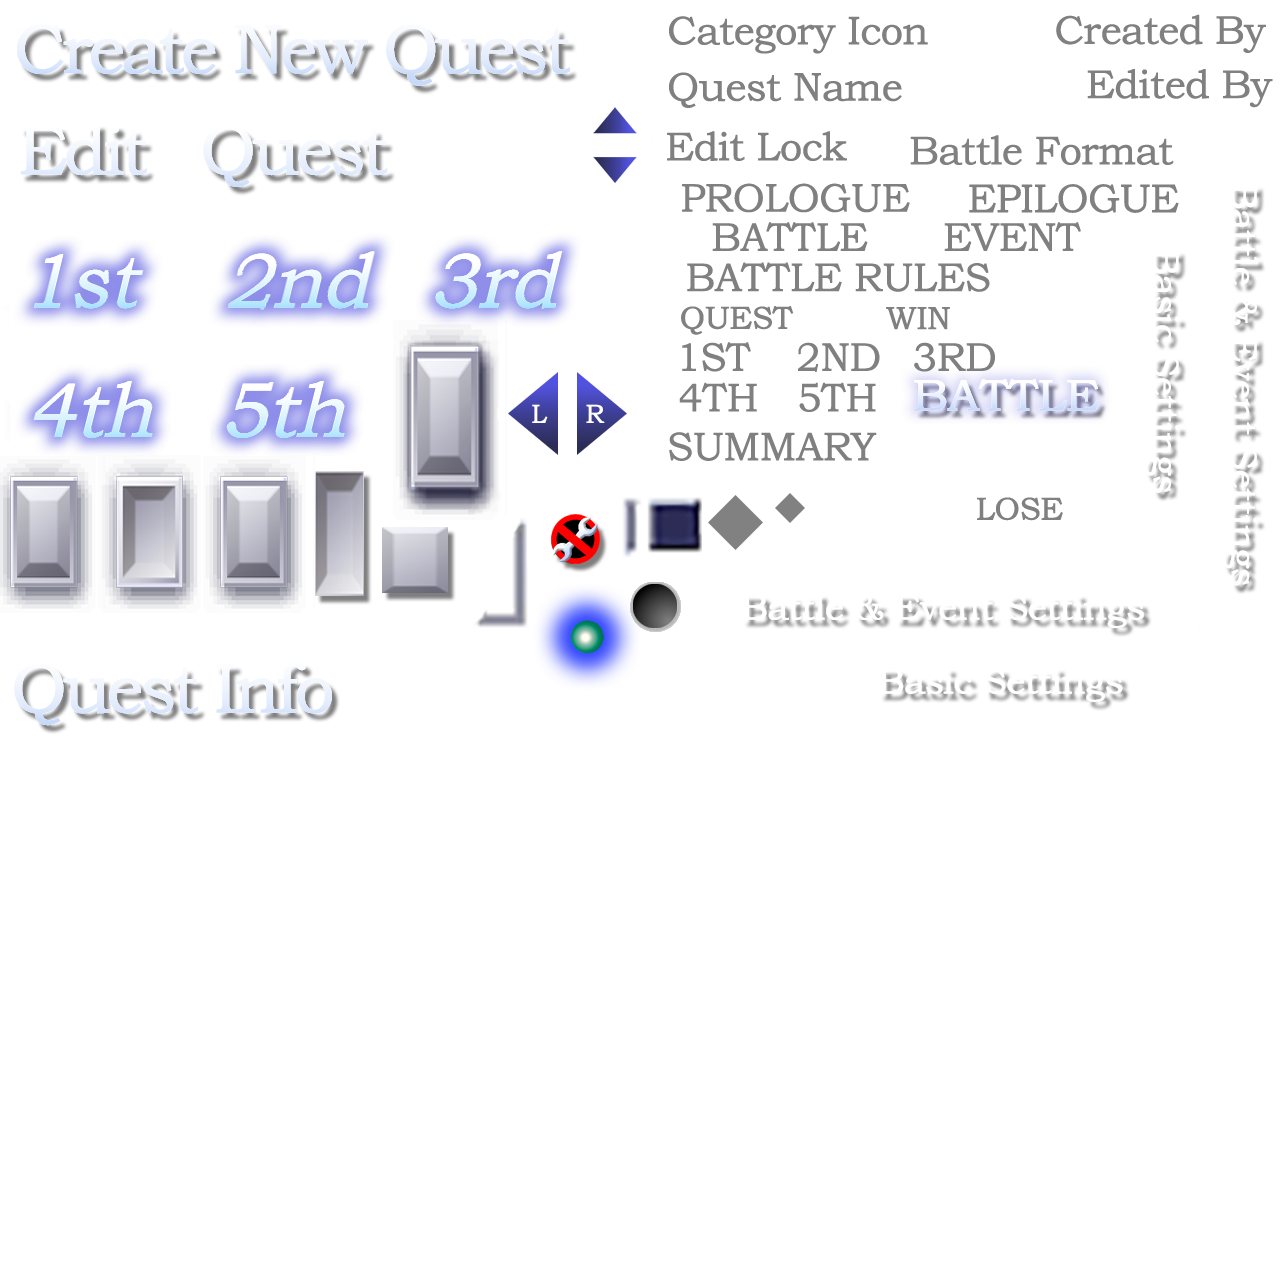 Create New Quest
Edit Quest
1st 2nd 3rd
4th 5th
L R
Quest Info
Category Icon Created By
Quest Name Edited By
Edit Lock Battle Format
PROLOGUE EPILOGUE
BATTLE EVENT
BATTLE RULES
QUEST WIN
1ST 2ND 3RD
4TH 5TH BATTLE
SUMMARY
LOSE
Battle & Event Settings
Basic Settings
Basic Settings
Battle & Event Settings